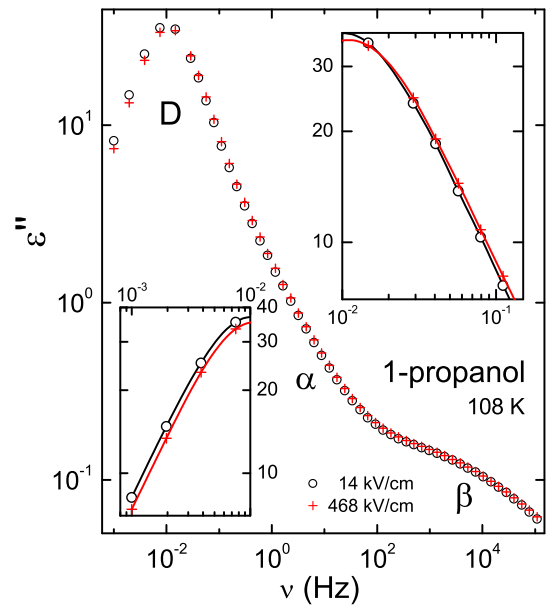 10¹
10⁰
10⁻¹
ε''
D
α
β
1-propanol
108 K
14 kV/cm
468 kV/cm
10⁻² 10⁰ 10² 10⁴
ν (Hz)
30
20
10
10⁻² 10⁻¹
10⁻³ 10⁻²
40
30
20
10